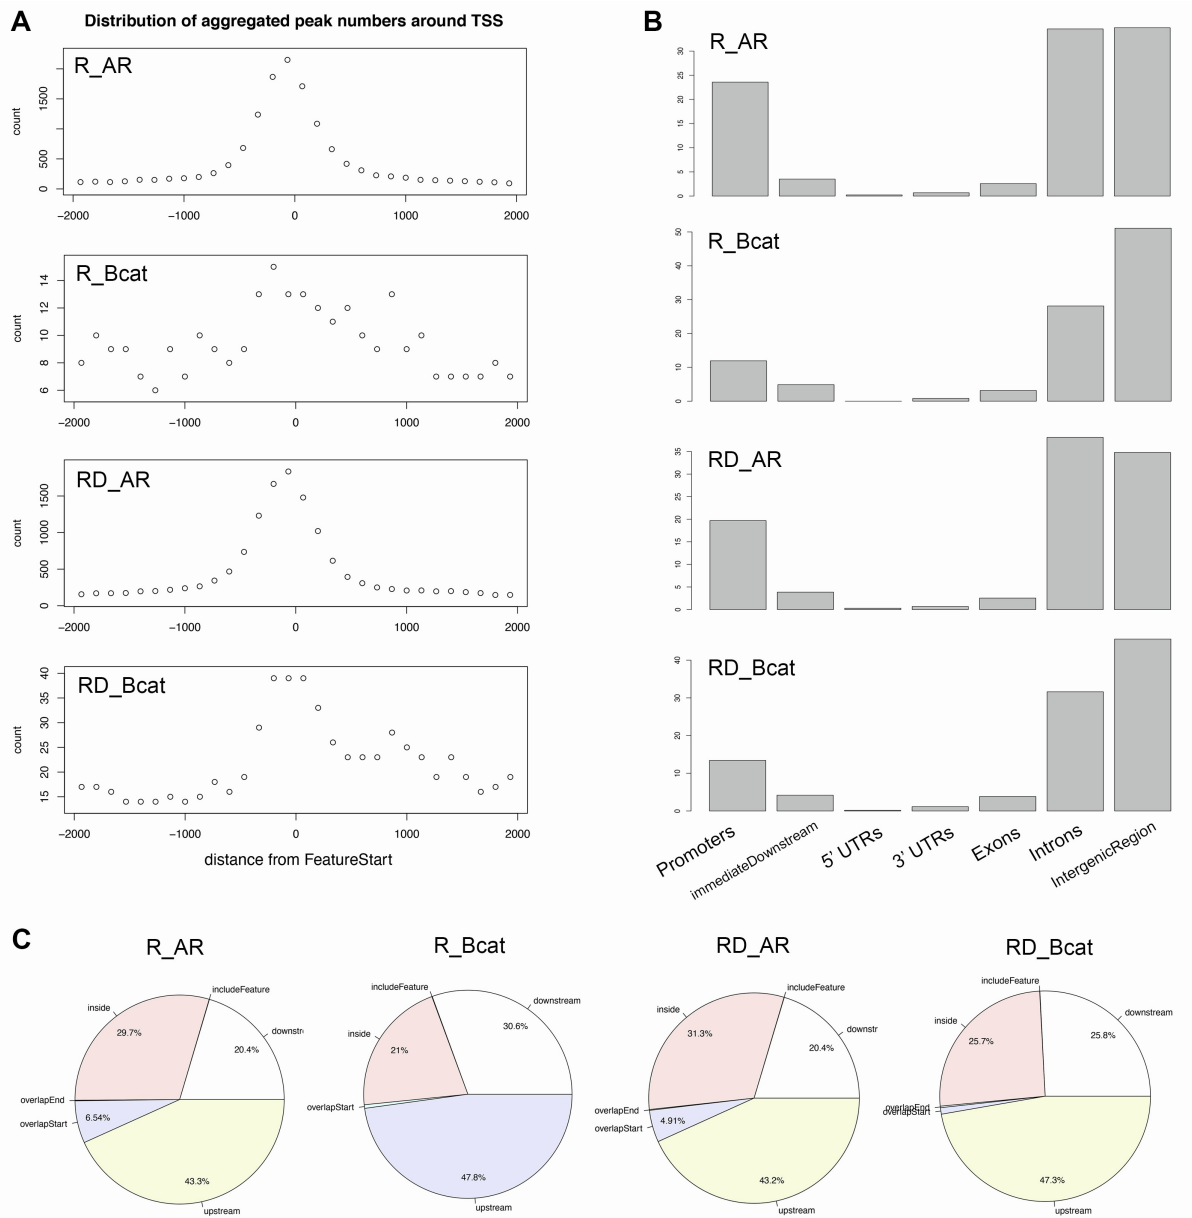 A
Distribution of aggregated peak numbers around TSS
R_AR
count
0
500
1500
−2000
−1000
0
1000
2000
R_Bcat
count
6
8
10
12
14
−2000
−1000
0
1000
2000
RD_AR
count
0
500
1000
1500
−2000
−1000
0
1000
2000
RD_Bcat
count
15
20
25
30
35
40
−2000
−1000
0
1000
2000
distance from FeatureStart
B
R_AR
0
5
10
15
20
25
30
R_Bcat
0
10
20
30
40
50
RD_AR
0
5
10
15
20
25
30
35
RD_Bcat
0
10
20
30
40
Promoters
immediateDownstream
5' UTRs
3' UTRs
Exons
Introns
IntergenicRegion
C
R_AR
includeFeature
inside
29.7%
downstr
20.4%
overlapEnd
6.54%
overlapStart
43.3%
upstream
R_Bcat
includeFeature
downstream
30.6%
inside
21%
overlapStart
47.8%
upstream
RD_AR
includeFeature
inside
31.3%
downstr
20.4%
overlapEnd
4.91%
overlapStart
43.2%
upstream
RD_Bcat
includeFeature
downstream
inside
25.7%
25.8%
overlapEnd
overlapStart
47.3%
upstream